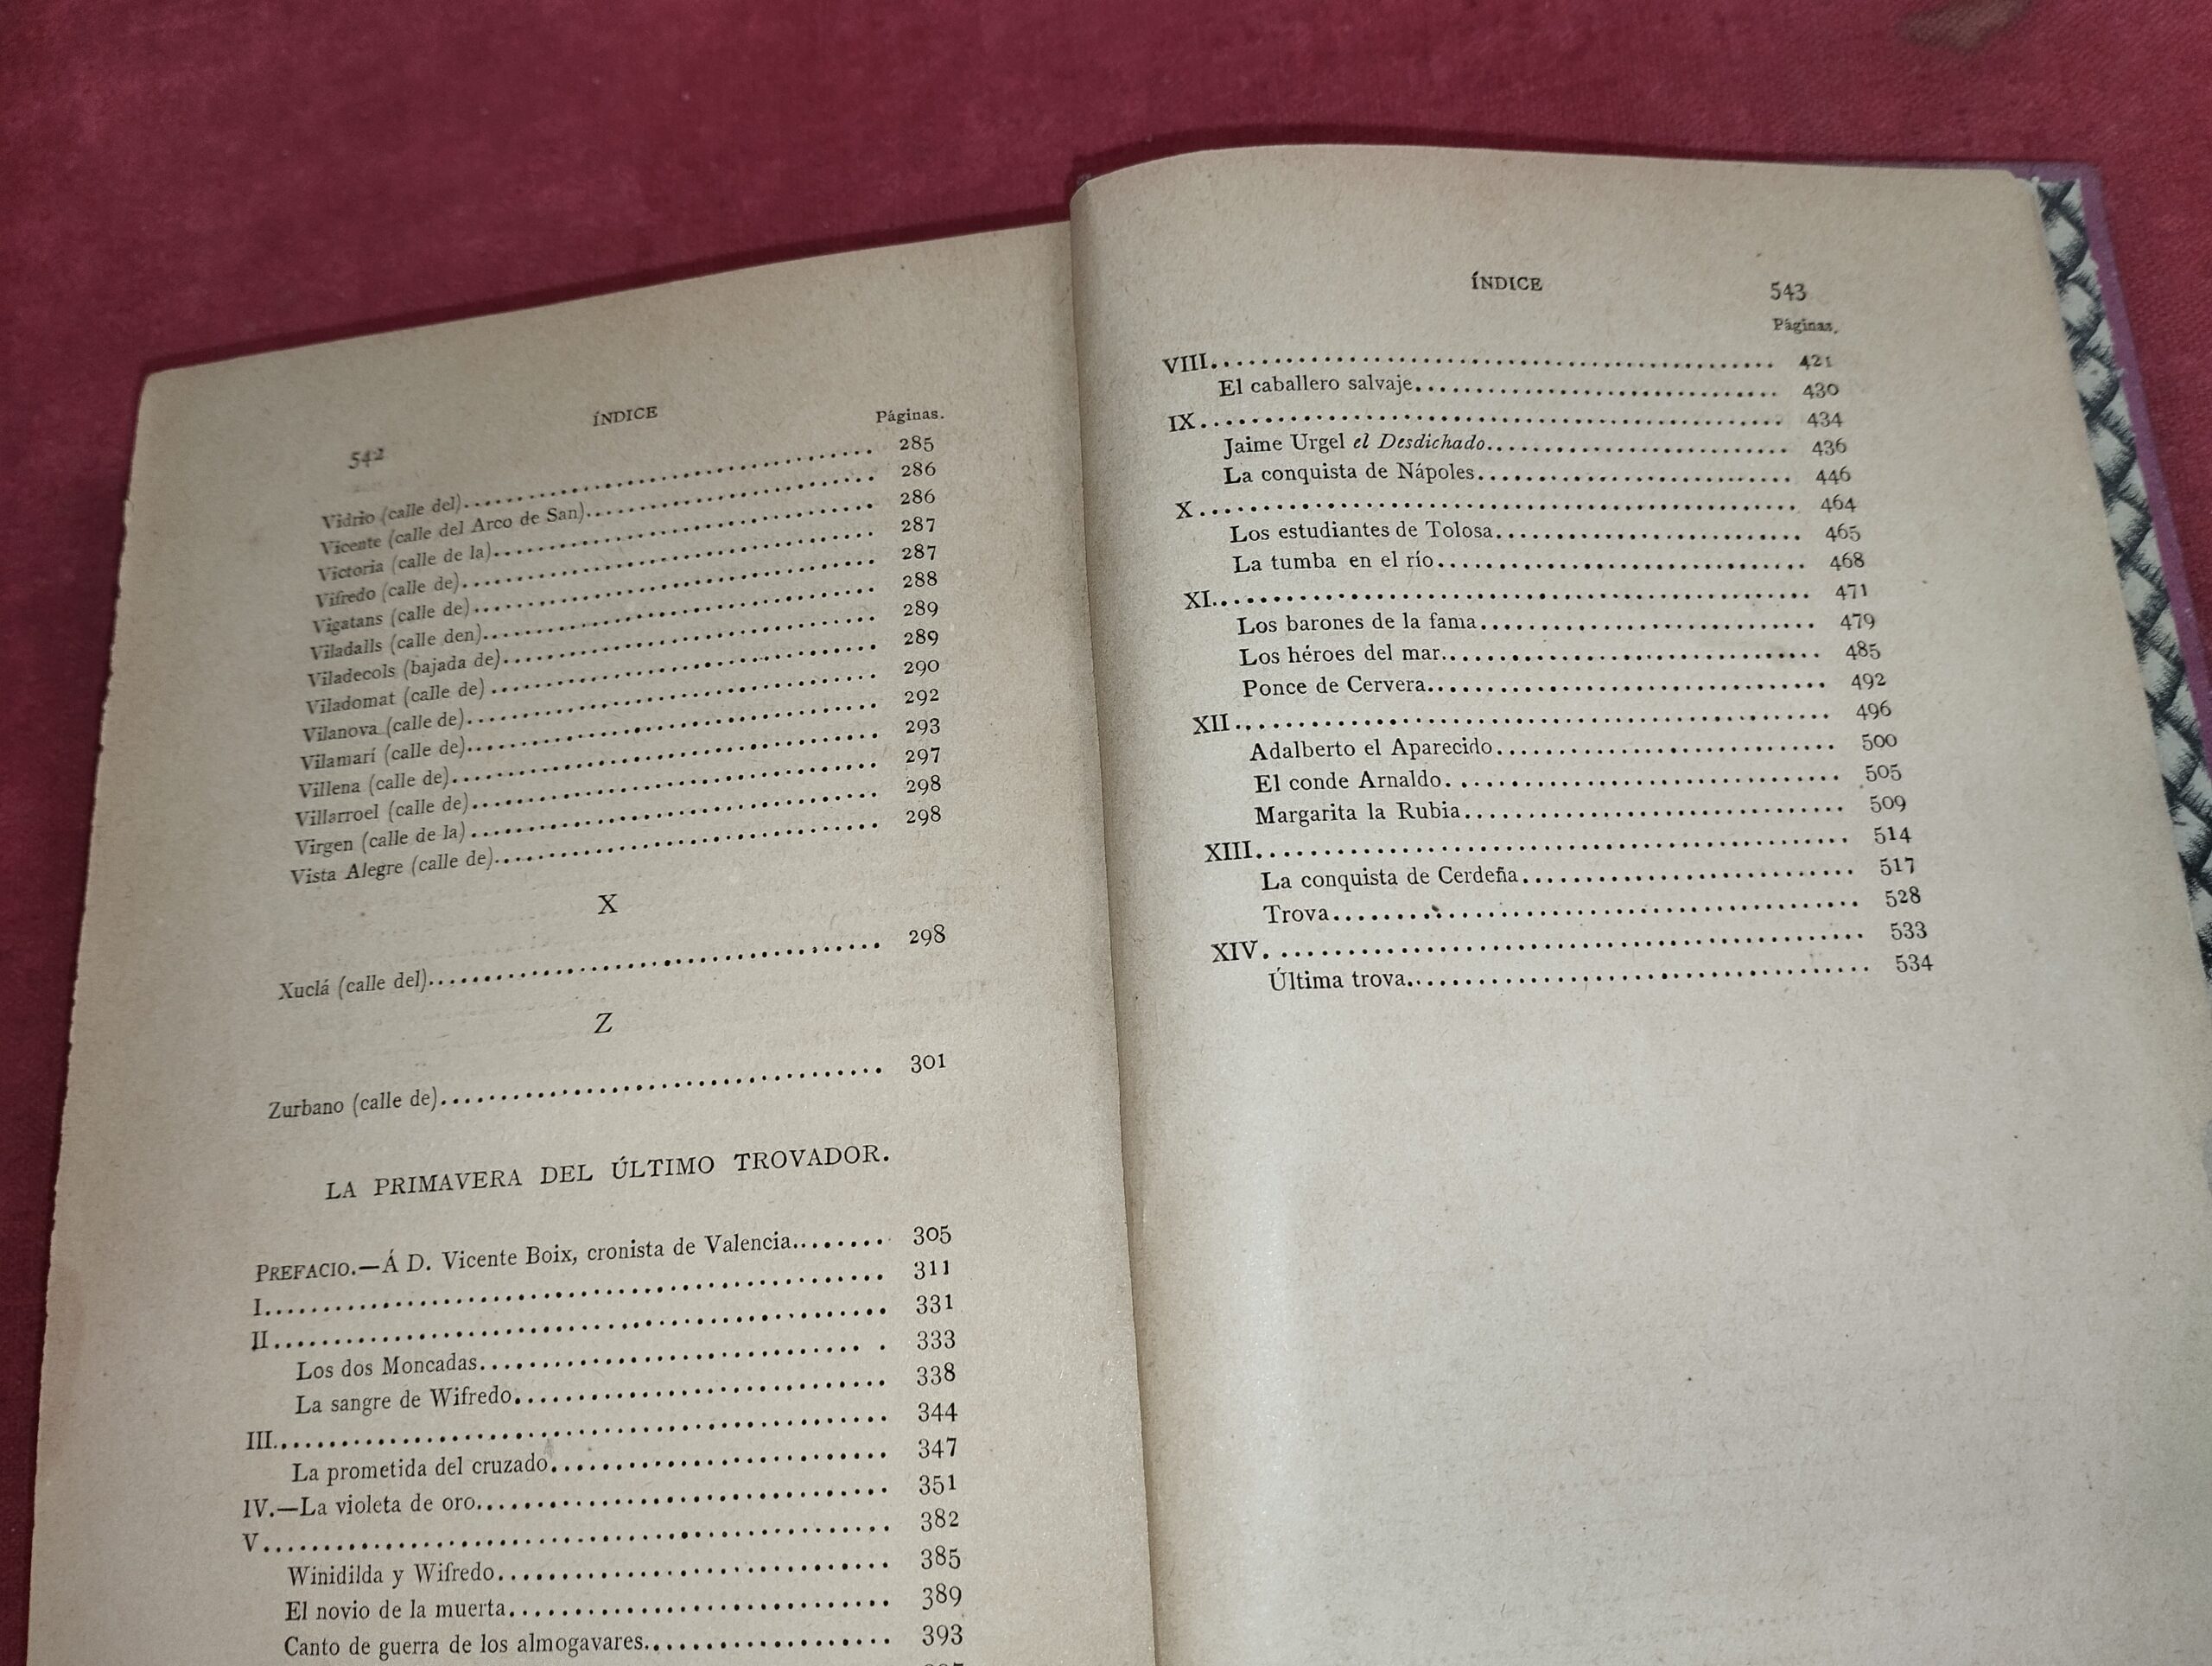 542 ÍNDICE
Páginas.
Vidrio (calle del). 285
Vicente (calle del Arco de San). 286
Victoria (calle de la). 286
Vifredo (calle de). 287
Vigatans (calle de). 287
Viladalls (calle den). 288
Viladecols (bajada de). 289
Viladomat (calle de) 289
Vilanova (calle de). 290
Vilamarí (calle de). 292
Villena (calle de). 293
Villarroel (calle de) 297
Virgen (calle de la) 298
Vista Alegre (calle de). 298
X
Xuclá (calle del). 298
Z
Zurbano (calle de). 301
LA PRIMAVERA DEL ÚLTIMO TROVADOR.
PREFACIO.—Á D. Vicente Boix, cronista de Valencia. 305
I. 311
II. 331
Los dos Moncadas. 333
La sangre de Wifredo. 338
III. 344
La prometida del cruzado. 347
IV.—La violeta de oro. 351
V. 382
Winidilda y Wifredo. 385
El novio de la muerta. 389
Canto de guerra de los almogavares. 393
ÍNDICE 543
Páginas.
VIII. 421
El caballero salvaje. 430
IX. 434
Jaime Urgel el Desdichado. 436
La conquista de Nápoles. 446
X. 464
Los estudiantes de Tolosa. 465
La tumba en el río. 468
XI. 471
Los barones de la fama. 479
Los héroes del mar. 485
Ponce de Cervera. 492
XII. 496
Adalberto el Aparecido. 500
El conde Arnaldo. 505
Margarita la Rubia. 509
XIII. 514
La conquista de Cerdeña. 517
Trova. 528
XIV. 533
Última trova. 534